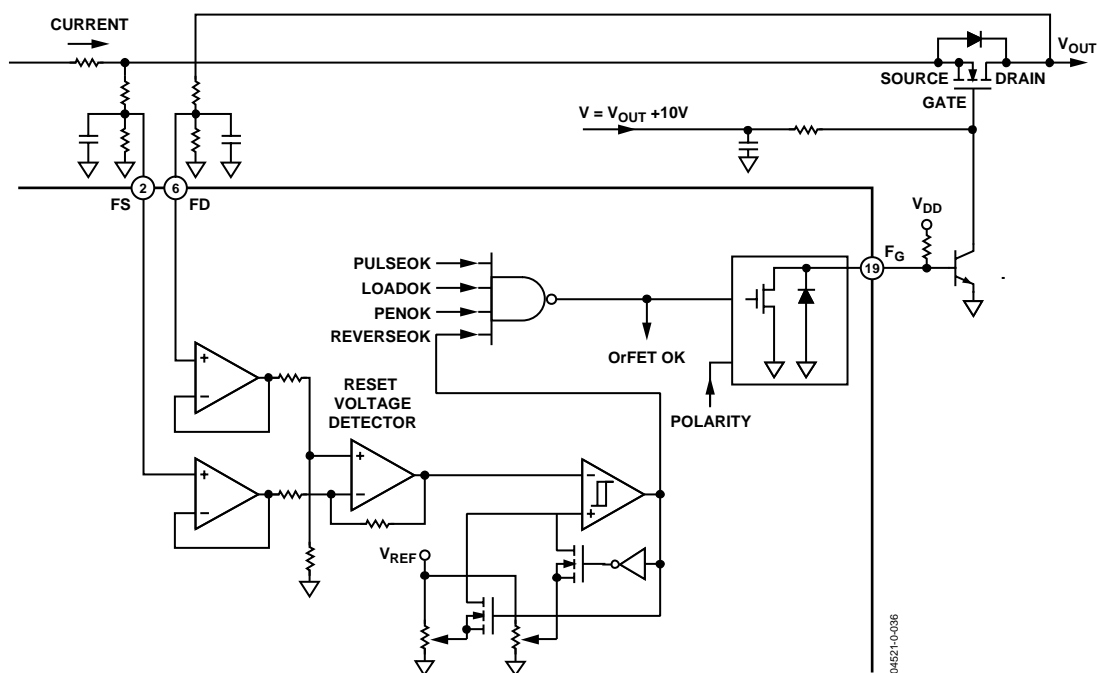 CURRENT
VOUT
SOURCE
DRAIN
GATE
V = VOUT +10V
2
6
FS
FD
VDD
FG
19
PULSEOK
LOADOK
PENOK
REVERSEOK
OrFET OK
POLARITY
RESET
VOLTAGE
DETECTOR
+
–
+
–
+
–
–
+
VREF
04521-0-036